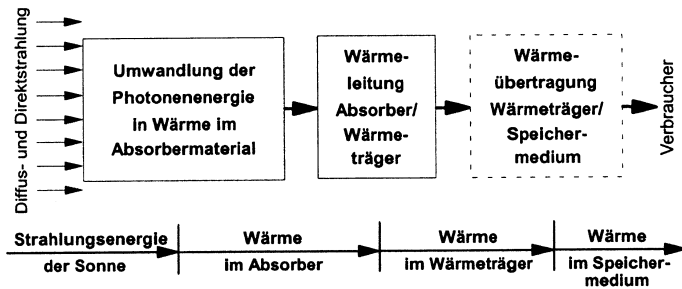 Diffus- und Direktstrahlung
Umwandlung der
Photonenenergie
in Wärme im
Absorbermaterial
Wärme-
leitung
Absorber/
Wärme-
träger
Wärme-
übertragung
Wärmeträger/
Speicher-
medium
Verbraucher
Strahlungsenergie
der Sonne
Wärme
im Absorber
Wärme
im Wärmeträger
Wärme
im Speicher-
medium